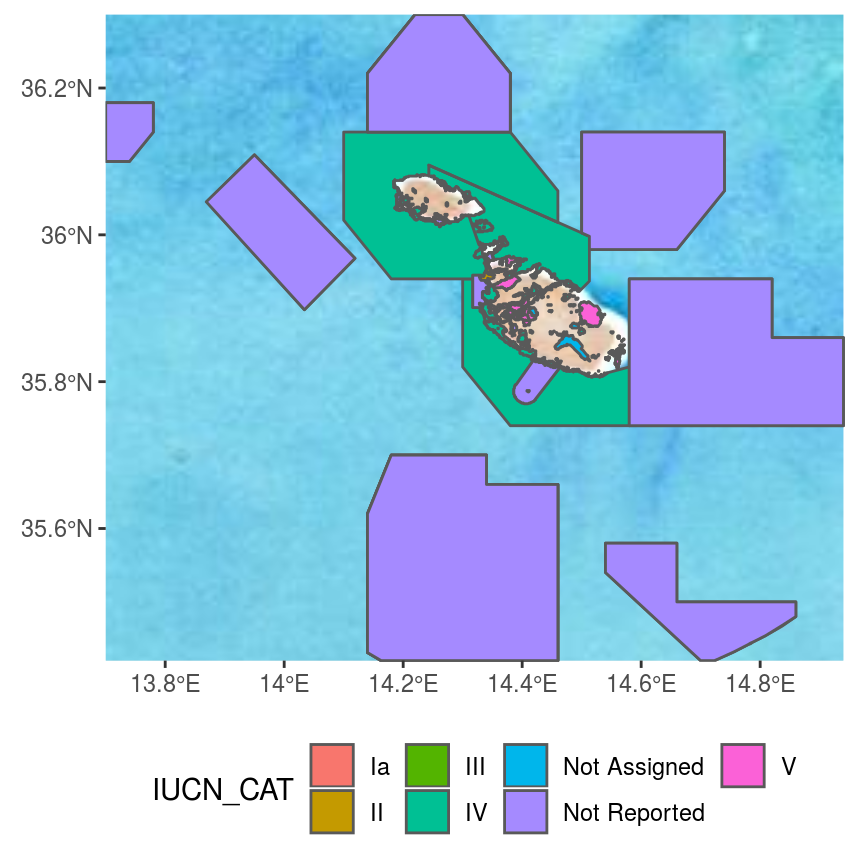 36.2°N
36°N
35.8°N
35.6°N
13.8°E 14°E 14.2°E 14.4°E 14.6°E 14.8°E
IUCN_CAT
Ia III Not Assigned V
II IV Not Reported